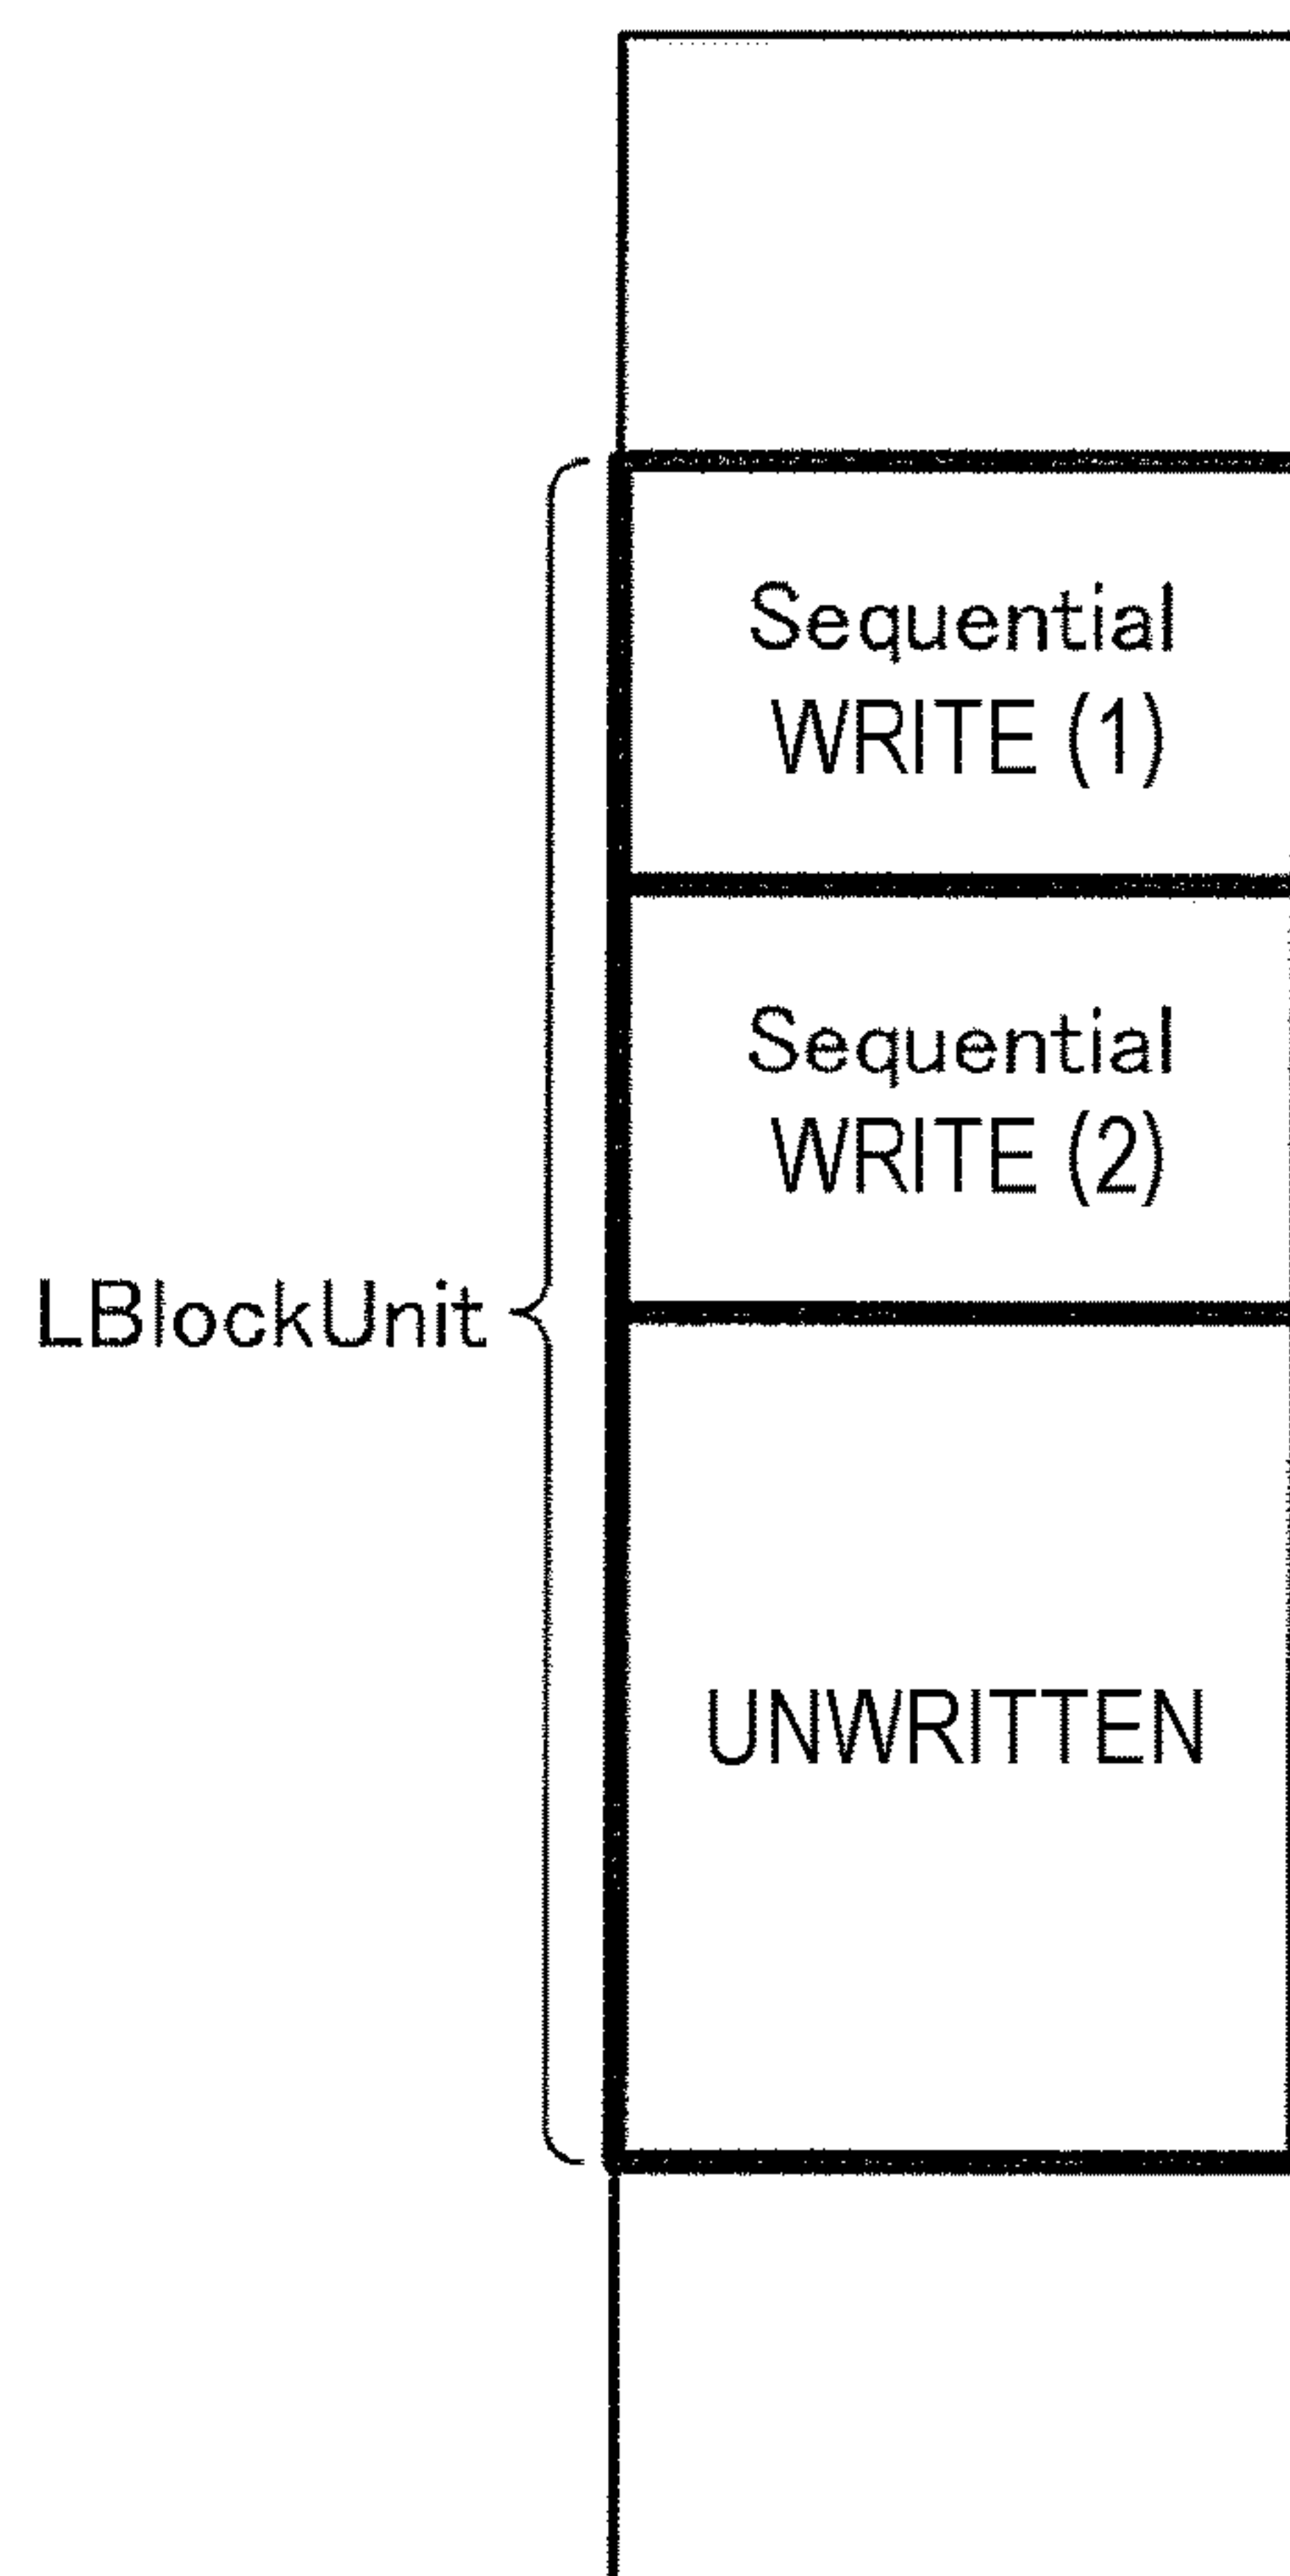 Sequential
WRITE (1)
Sequential
WRITE (2)
LBlockUnit
UNWRITTEN